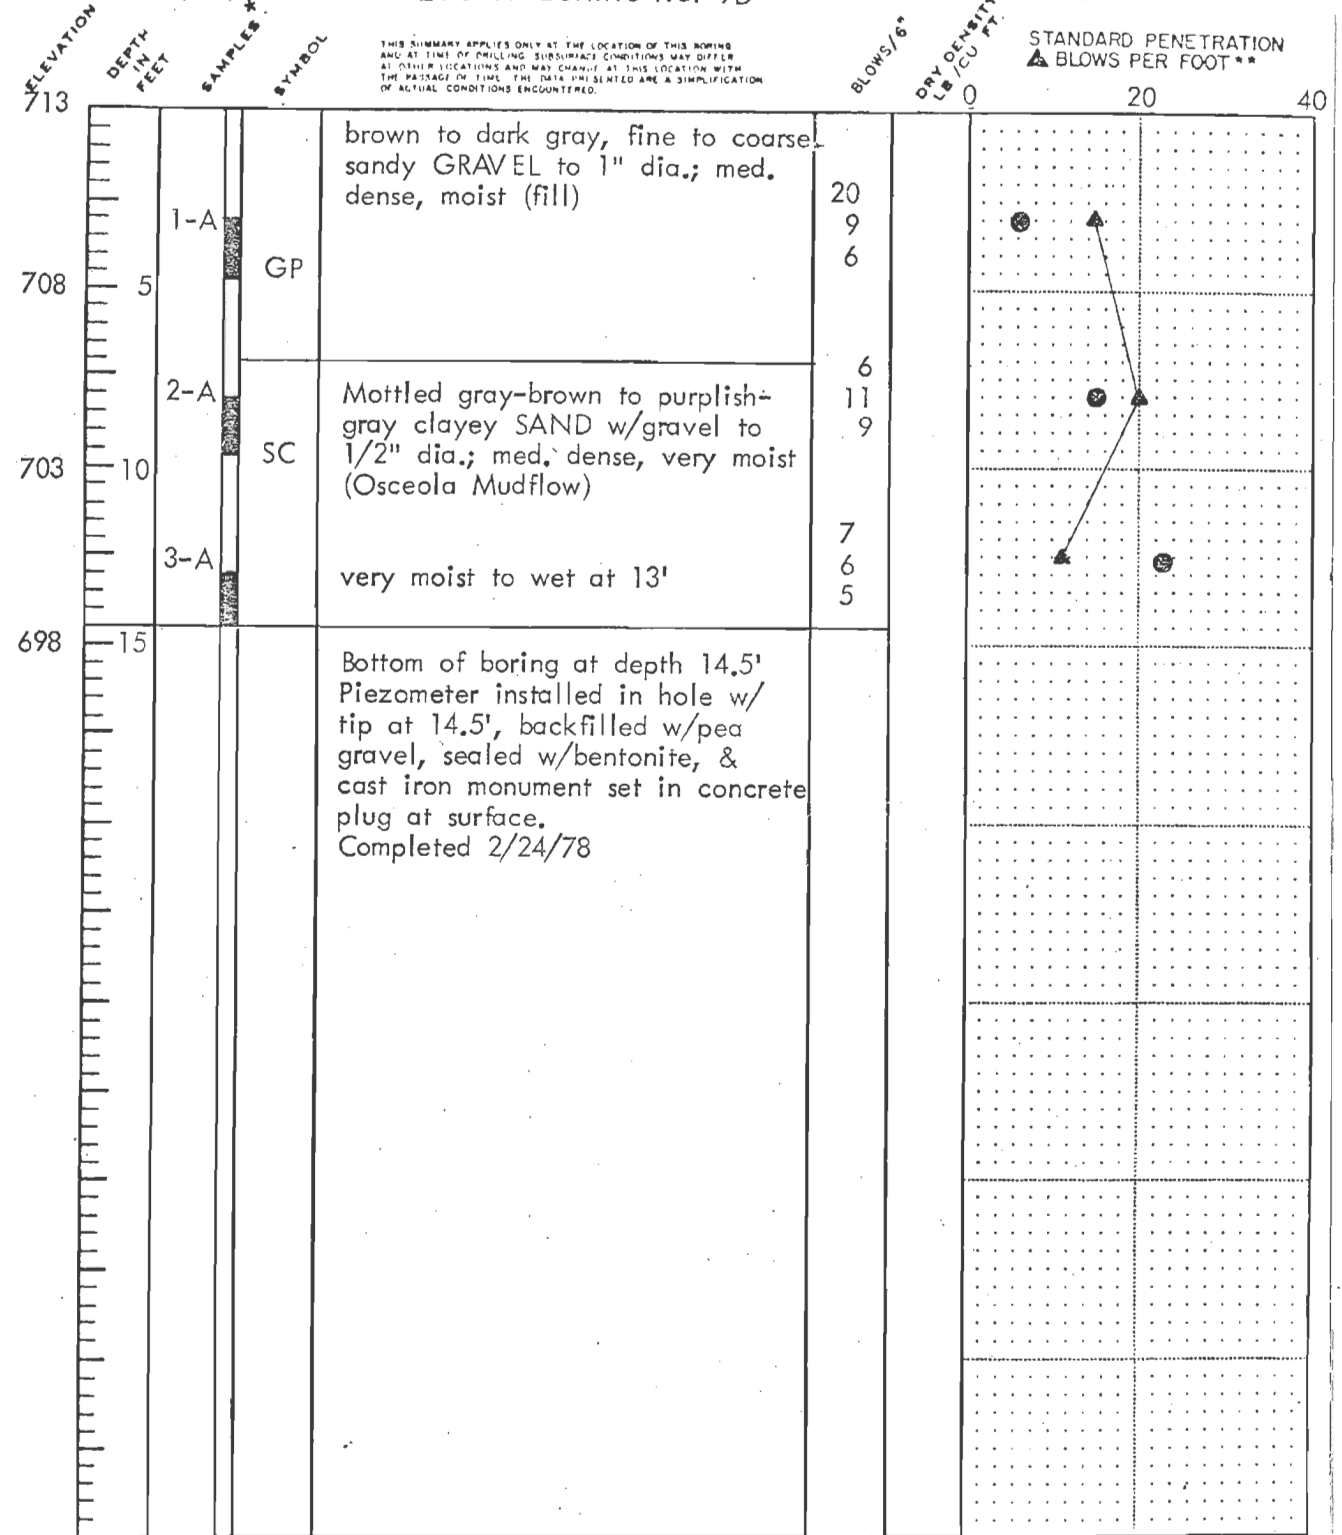 ELEVATION
DEPTH IN FEET
SAMPLES *
SYMBOL
THIS SUMMARY APPLIES ONLY AT THE LOCATION OF THIS BORING
AND AT TIME OF DRILLING. SUBSURFACE CONDITIONS MAY DIFFER
AT OTHER LOCATIONS AND MAY CHANGE AT THIS LOCATION WITH
THE PASSAGE OF TIME. THE DATA PRESENTED ARE A SIMPLIFICATION
OF ACTUAL CONDITIONS ENCOUNTERED.
BLOWS/6"
DRY DENSITY
LB/CU FT.
STANDARD PENETRATION
▲ BLOWS PER FOOT **
0 20 40
713
brown to dark gray, fine to coarse
sandy GRAVEL to 1" dia.; med.
dense, moist (fill)
20
1-A
9
6
GP
708
5
6
2-A
Mottled gray-brown to purplish-
gray clayey SAND w/gravel to
1/2" dia.; med. dense, very moist
(Osceola Mudflow)
11
9
SC
703
10
7
3-A
6
very moist to wet at 13'
5
698
15
Bottom of boring at depth 14.5'
Piezometer installed in hole w/
tip at 14.5', backfilled w/pea
gravel, sealed w/bentonite, &
cast iron monument set in concrete
plug at surface.
Completed 2/24/78